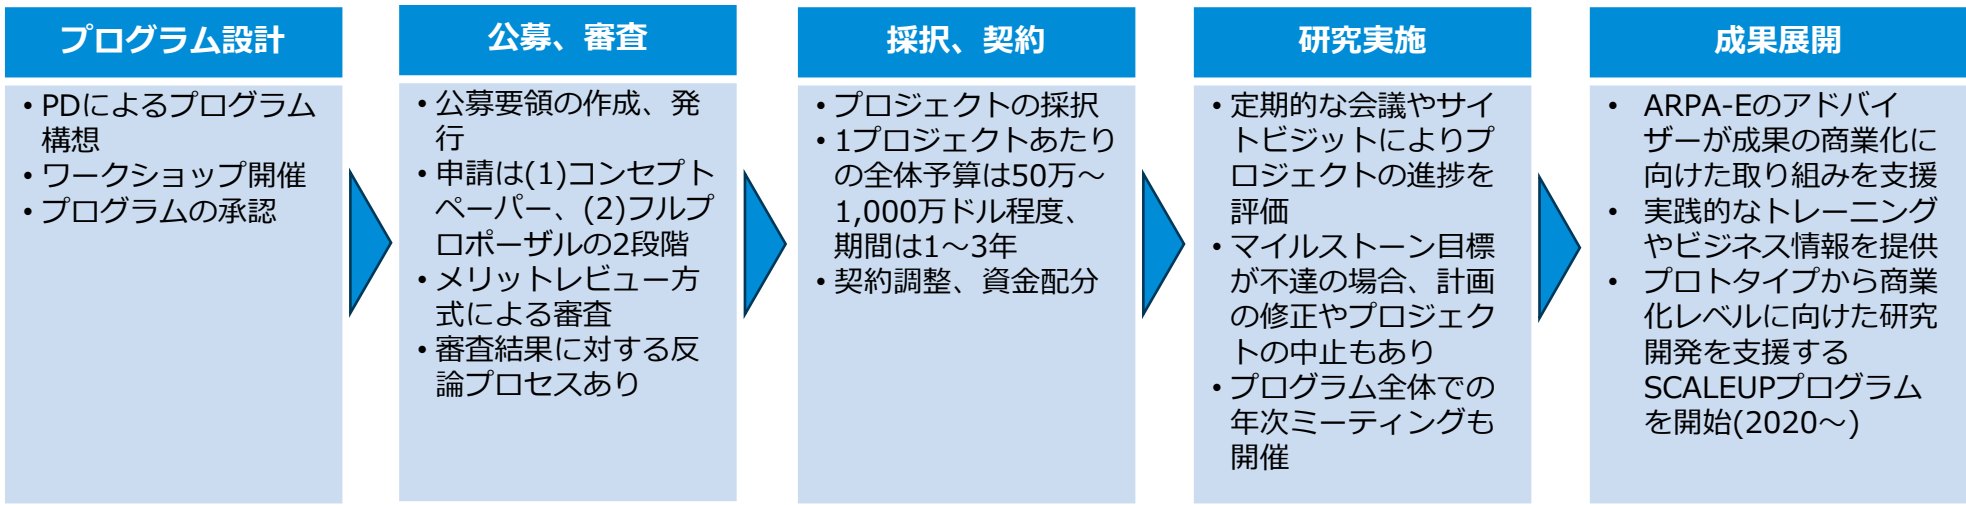 プログラム設計
・PDによるプログラム
構想
・ワークショップ開催
・プログラムの承認
公募、審査
・公募要領の作成、発
行
・申請は(1)コンセプト
ペーパー、(2)フルプ
ロポーザルの2段階
・メリットレビュー方
式による審査
・審査結果に対する反
論プロセスあり
採択、契約
・プロジェクトの採択
・1プロジェクトあたり
の全体予算は50万～
1,000万ドル程度、
期間は1～3年
・契約調整、資金配分
研究実施
・定期的な会議やサイ
トビジットによりプ
ロジェクトの進捗を
評価
・マイルストーン目標
が不達の場合、計画
の修正やプロジェク
トの中止もあり
・プログラム全体での
年次ミーティングも
開催
成果展開
・ARPA-Eのアドバイ
ザーが成果の商業化に
向けた取り組みを支援
・実践的なトレーニング
やビジネス情報を提供
・プロトタイプから商業
化レベルに向けた研究
開発を支援する
SCALEUPプログラム
を開始(2020～)